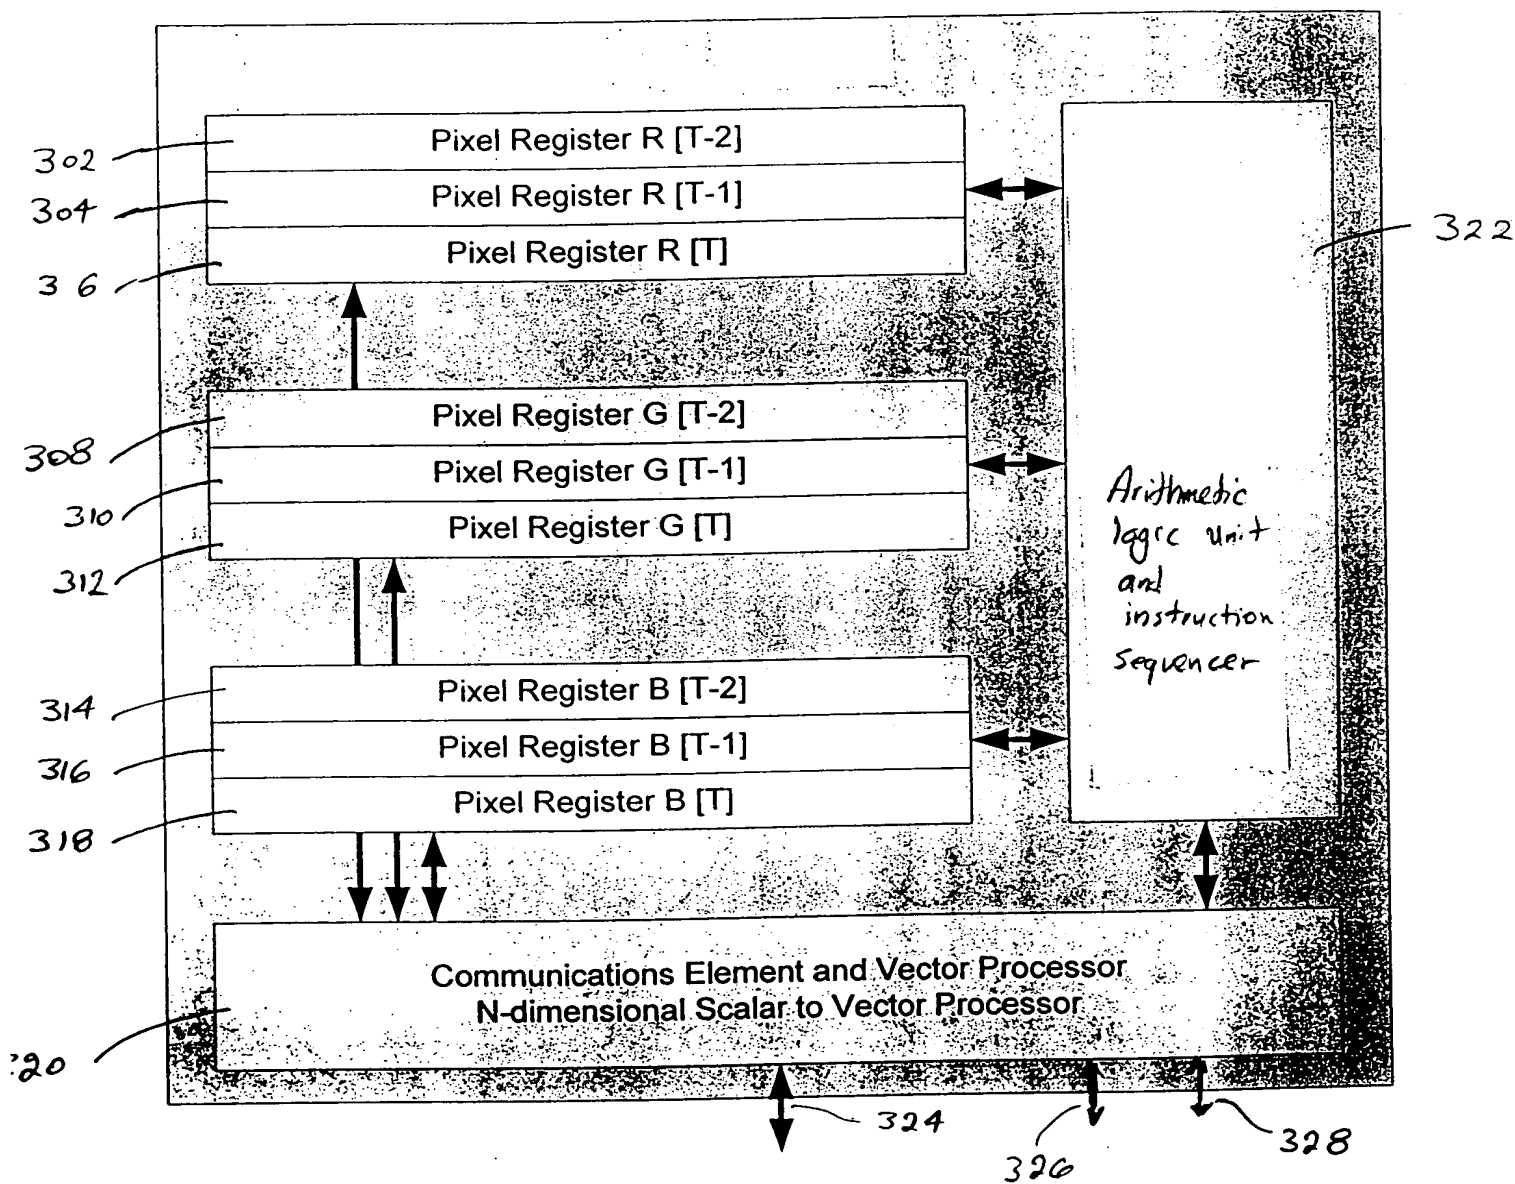 302
Pixel Register R [T-2]
304
Pixel Register R [T-1]
36
Pixel Register R [T]
322
308
Pixel Register G [T-2]
310
Pixel Register G [T-1]
312
Pixel Register G [T]
Arithmetic
logic unit
and
instruction
sequencer
314
Pixel Register B [T-2]
316
Pixel Register B [T-1]
318
Pixel Register B [T]
Communications Element and Vector Processor
N-dimensional Scalar to Vector Processor
20
324
326
328